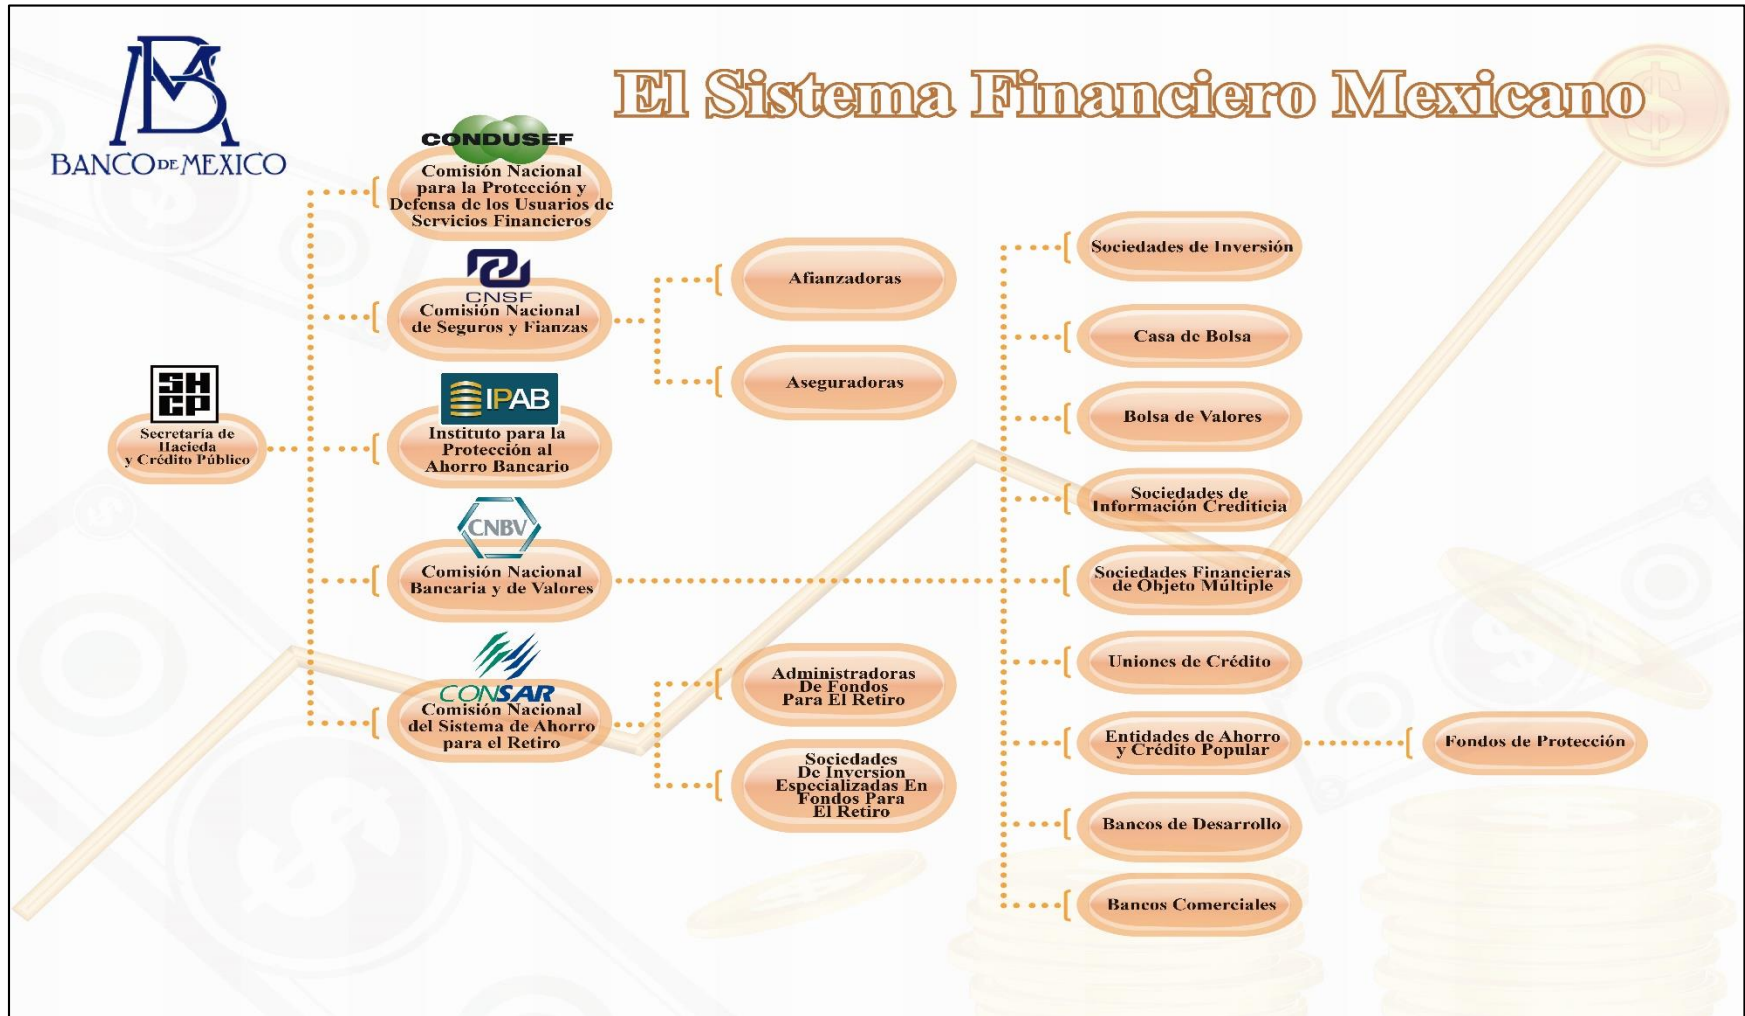 BANCO DE MEXICO
El Sistema Financiero Mexicano
SHCP
Secretaría de
Hacieda
y Crédito Público
CONDUSEF
Comisión Nacional
para la Protección y
Defensa de los Usuarios de
Servicios Financieros
CNSF
Comisión Nacional
de Seguros y Fianzas
Afianzadoras
Aseguradoras
IPAB
Instituto para la
Protección al
Ahorro Bancario
CNBV
Comisión Nacional
Bancaria y de Valores
Sociedades de Inversión
Casa de Bolsa
Bolsa de Valores
Sociedades de
Información Crediticia
Sociedades Financieras
de Objeto Múltiple
Uniones de Crédito
Entidades de Ahorro
y Crédito Popular
Fondos de Protección
Bancos de Desarrollo
Bancos Comerciales
CONSAR
Comisión Nacional
del Sistema de Ahorro
para el Retiro
Administradoras
De Fondos
Para El Retiro
Sociedades
De Inversion
Especializadas En
Fondos Para
El Retiro